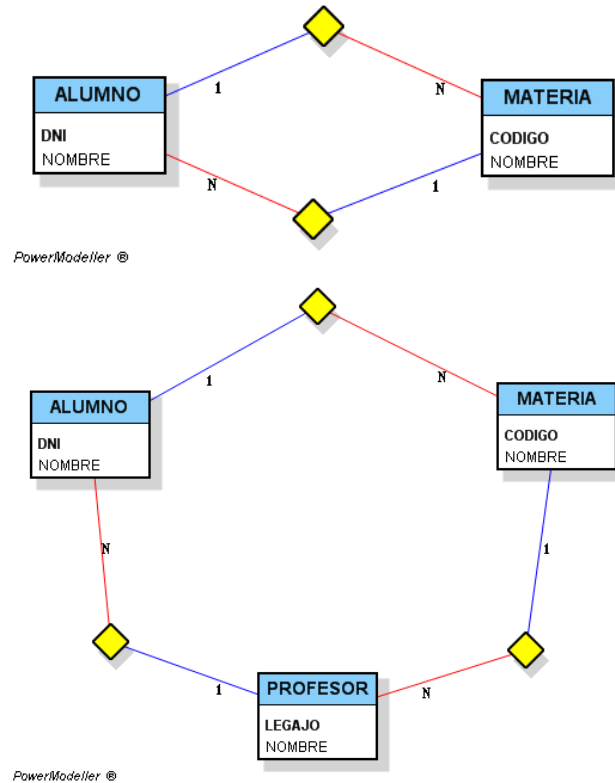 1
N
ALUMNO
DNI
NOMBRE
MATERIA
CODIGO
NOMBRE
N
1
PowerModeller ®
1
N
ALUMNO
DNI
NOMBRE
MATERIA
CODIGO
NOMBRE
N
1
1
N
PROFESOR
LEGAJO
NOMBRE
PowerModeller ®